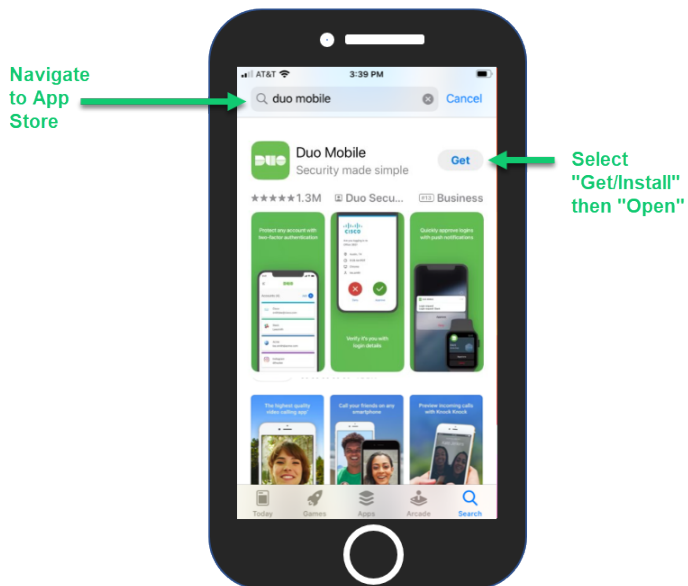 Navigate
to App
Store
AT&T 3:39 PM
duo mobile
Cancel
Duo Mobile
Security made simple
Get
Select
"Get/Install"
then "Open"
1.3M Duo Secu... Business
Protect any account with
two-factor authentication
CISCO
Verify it's you with
login details
Quickly approve logins
with push notifications
The highest quality
video calling app
Call your friends on any
smartphone
Preview incoming calls
with Knock Knock
Today Games Apps Arcade Search